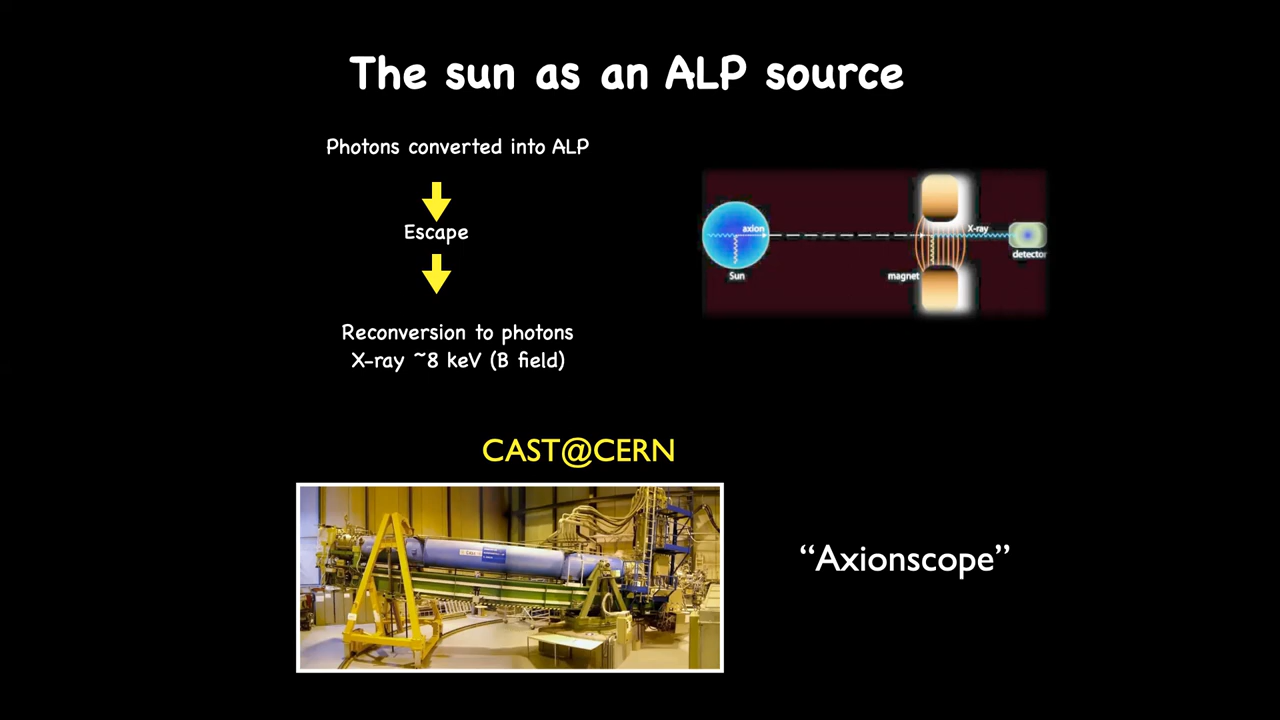 The sun as an ALP source
Photons converted into ALP
Escape
Reconversion to photons
X-ray ~8 keV (B field)
axion
Sun
magnet
X-ray
detector
CAST@CERN
“Axionscope”